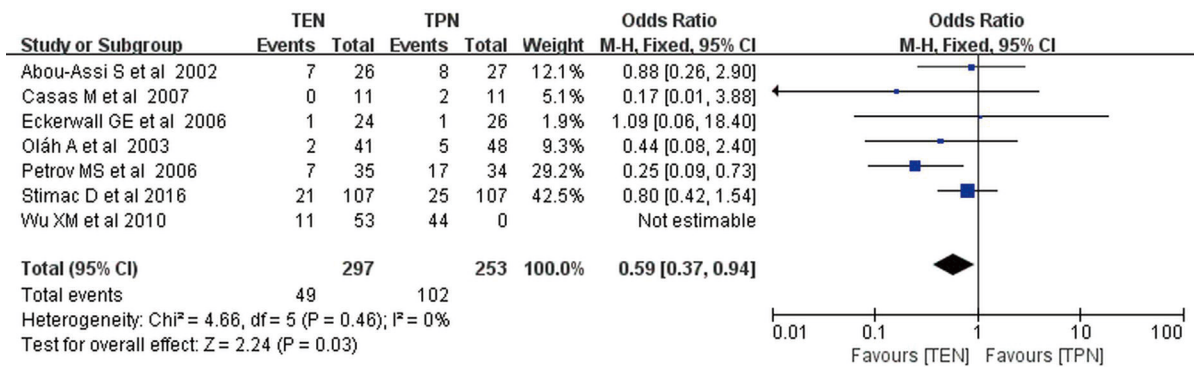 TEN TPN Odds Ratio Odds Ratio
Study or Subgroup Events Total Events Total Weight M-H, Fixed, 95% CI M-H, Fixed, 95% CI
Abou-Assi S et al 2002 7 26 8 27 12.1% 0.88 [0.26, 2.90]
Casas M et al 2007 0 11 2 11 5.1% 0.17 [0.01, 3.88]
Eckerwall GE et al 2006 1 24 1 26 1.9% 1.09 [0.06, 18.40]
Oláh A et al 2003 2 41 5 48 9.3% 0.44 [0.08, 2.40]
Petrov MS et al 2006 7 35 17 34 29.2% 0.25 [0.09, 0.73]
Stimac D et al 2016 21 107 25 107 42.5% 0.80 [0.42, 1.54]
Wu XM et al 2010 11 53 44 0 Not estimable
Total (95% CI) 297 253 100.0% 0.59 [0.37, 0.94]
Total events 49 102
Heterogeneity: Chi² = 4.66, df = 5 (P = 0.46); I² = 0%
Test for overall effect: Z = 2.24 (P = 0.03)
0.01 0.1 1 10 100
Favours [TEN] Favours [TPN]